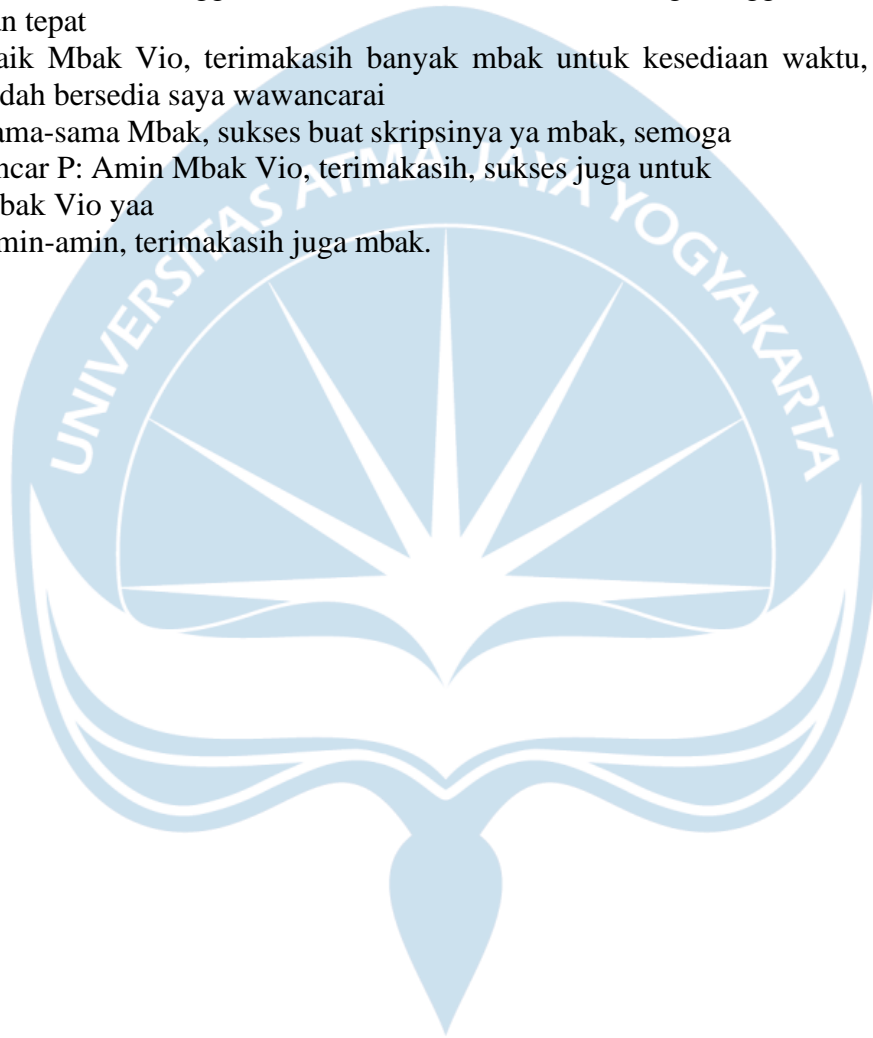 n tepat
aik Mbak Vio, terimakasih banyak mbak untuk kesediaan waktu,
dah bersedia saya wawancarai
ama-sama Mbak, sukses buat skripsinya ya mbak, semoga
ncar P: Amin Mbak Vio, terimakasih, sukses juga untuk
bak Vio yaa
min-amin, terimakasih juga mbak.
UNIVERSITAS ATMA JAYA YOGYAKARTA